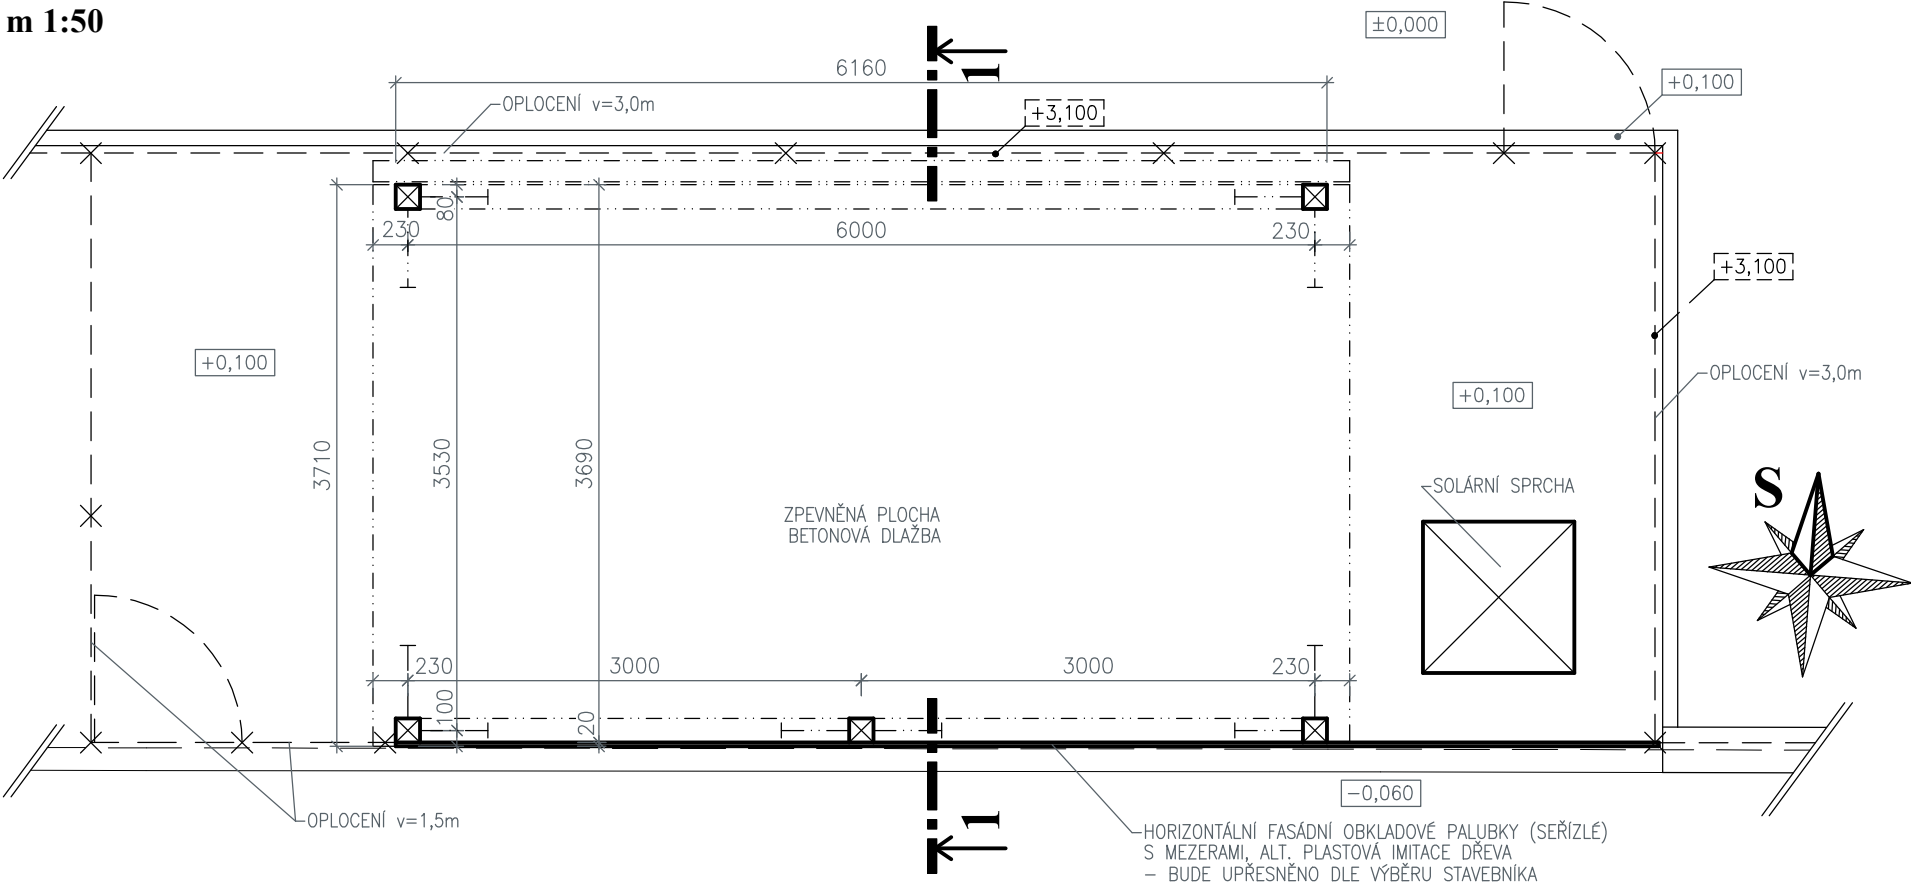 m 1:50
±0,000
1
6160
+0,100
OPLOCENÍ v=3,0m
+3,100
80
230
6000
230
+3,100
+0,100
OPLOCENÍ v=3,0m
+0,100
3710
3530
3690
SOLÁRNÍ SPRCHA
S
ZPEVNĚNÁ PLOCHA
BETONOVÁ DLAŽBA
230
3000
3000
230
100
20
-0,060
OPLOCENÍ v=1,5m
1
HORIZONTÁLNÍ FASÁDNÍ OBKLADOVÉ PALUBKY (SEŘÍZLÉ)
S MEZERAMI, ALT. PLASTOVÁ IMITACE DŘEVA
- BUDE UPŘESNĚNO DLE VÝBĚRU STAVEBNÍKA